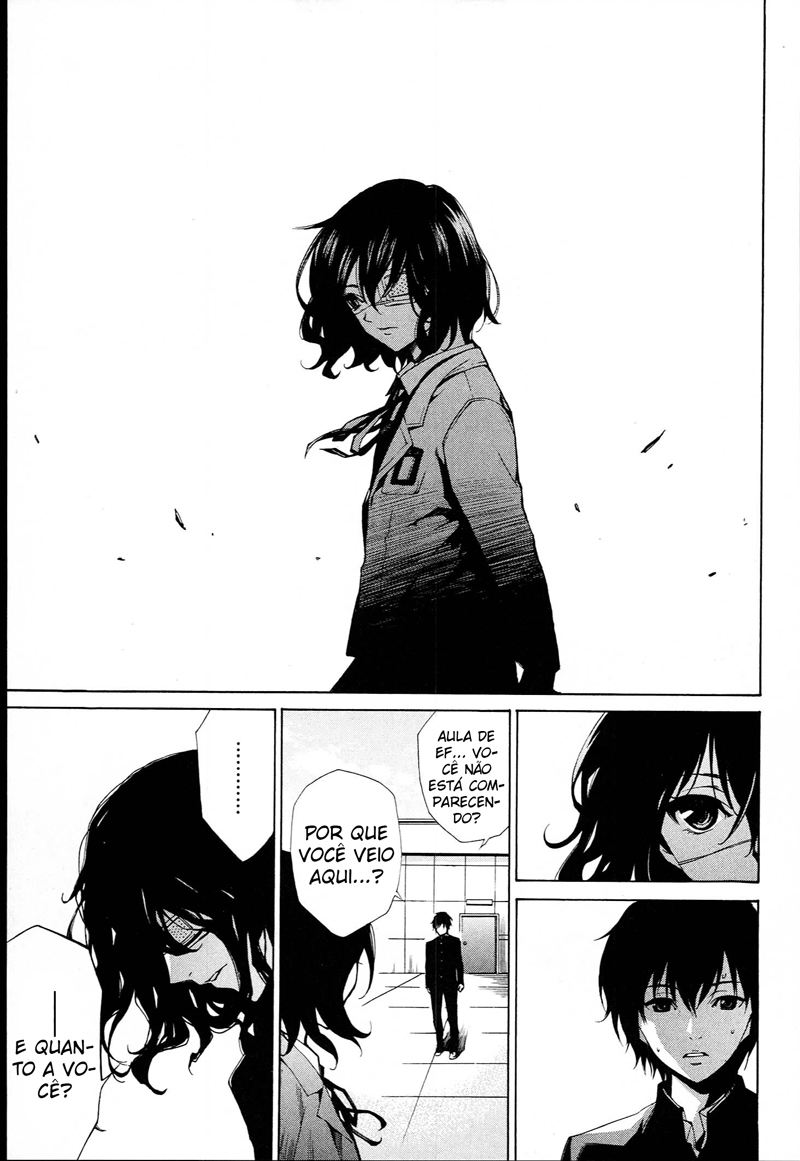 AULA DE
EF... VO-
CÊ NÃO
ESTÁ COM-
PARECEN-
DO?
POR QUE
VOCÊ VEIO
AQUI...?
..........
—
E QUAN-
TO A VO-
CÊ?